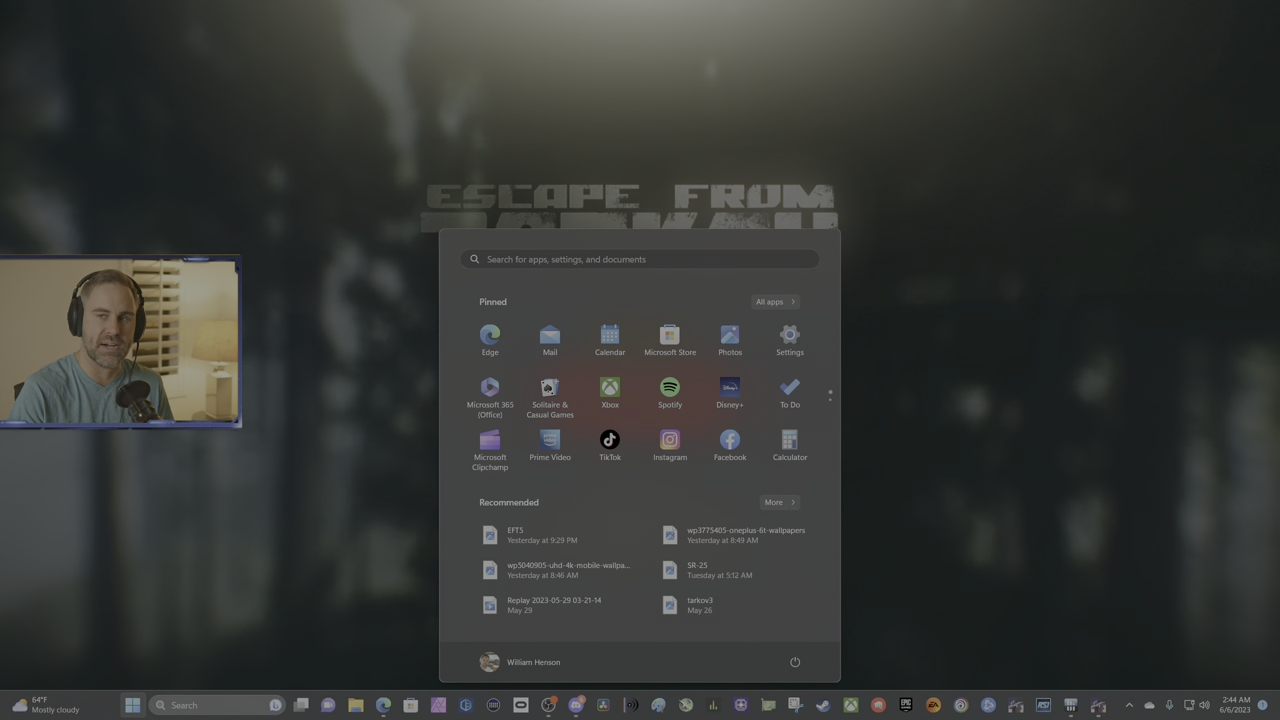 ESCAPE FROM
TARKOV
Search for apps, settings, and documents
Pinned
All apps
Edge
Mail
Calendar
Microsoft Store
Photos
Settings
Microsoft 365
(Office)
Solitaire &
Casual Games
Xbox
Spotify
Disney+
To Do
Microsoft
Clipchamp
Prime Video
TikTok
Instagram
Facebook
Calculator
Recommended
More
EFT5
Yesterday at 9:29 PM
wp3775405-oneplus-6t-wallpapers
Yesterday at 8:49 AM
wp5040905-uhd-4k-mobile-wallpa...
Yesterday at 8:46 AM
SR-25
Tuesday at 5:12 AM
Replay 2023-05-29 03-21-14
May 29
tarkov3
May 26
William Henson
64°F
Mostly cloudy
Search
2:44 AM
6/6/2023